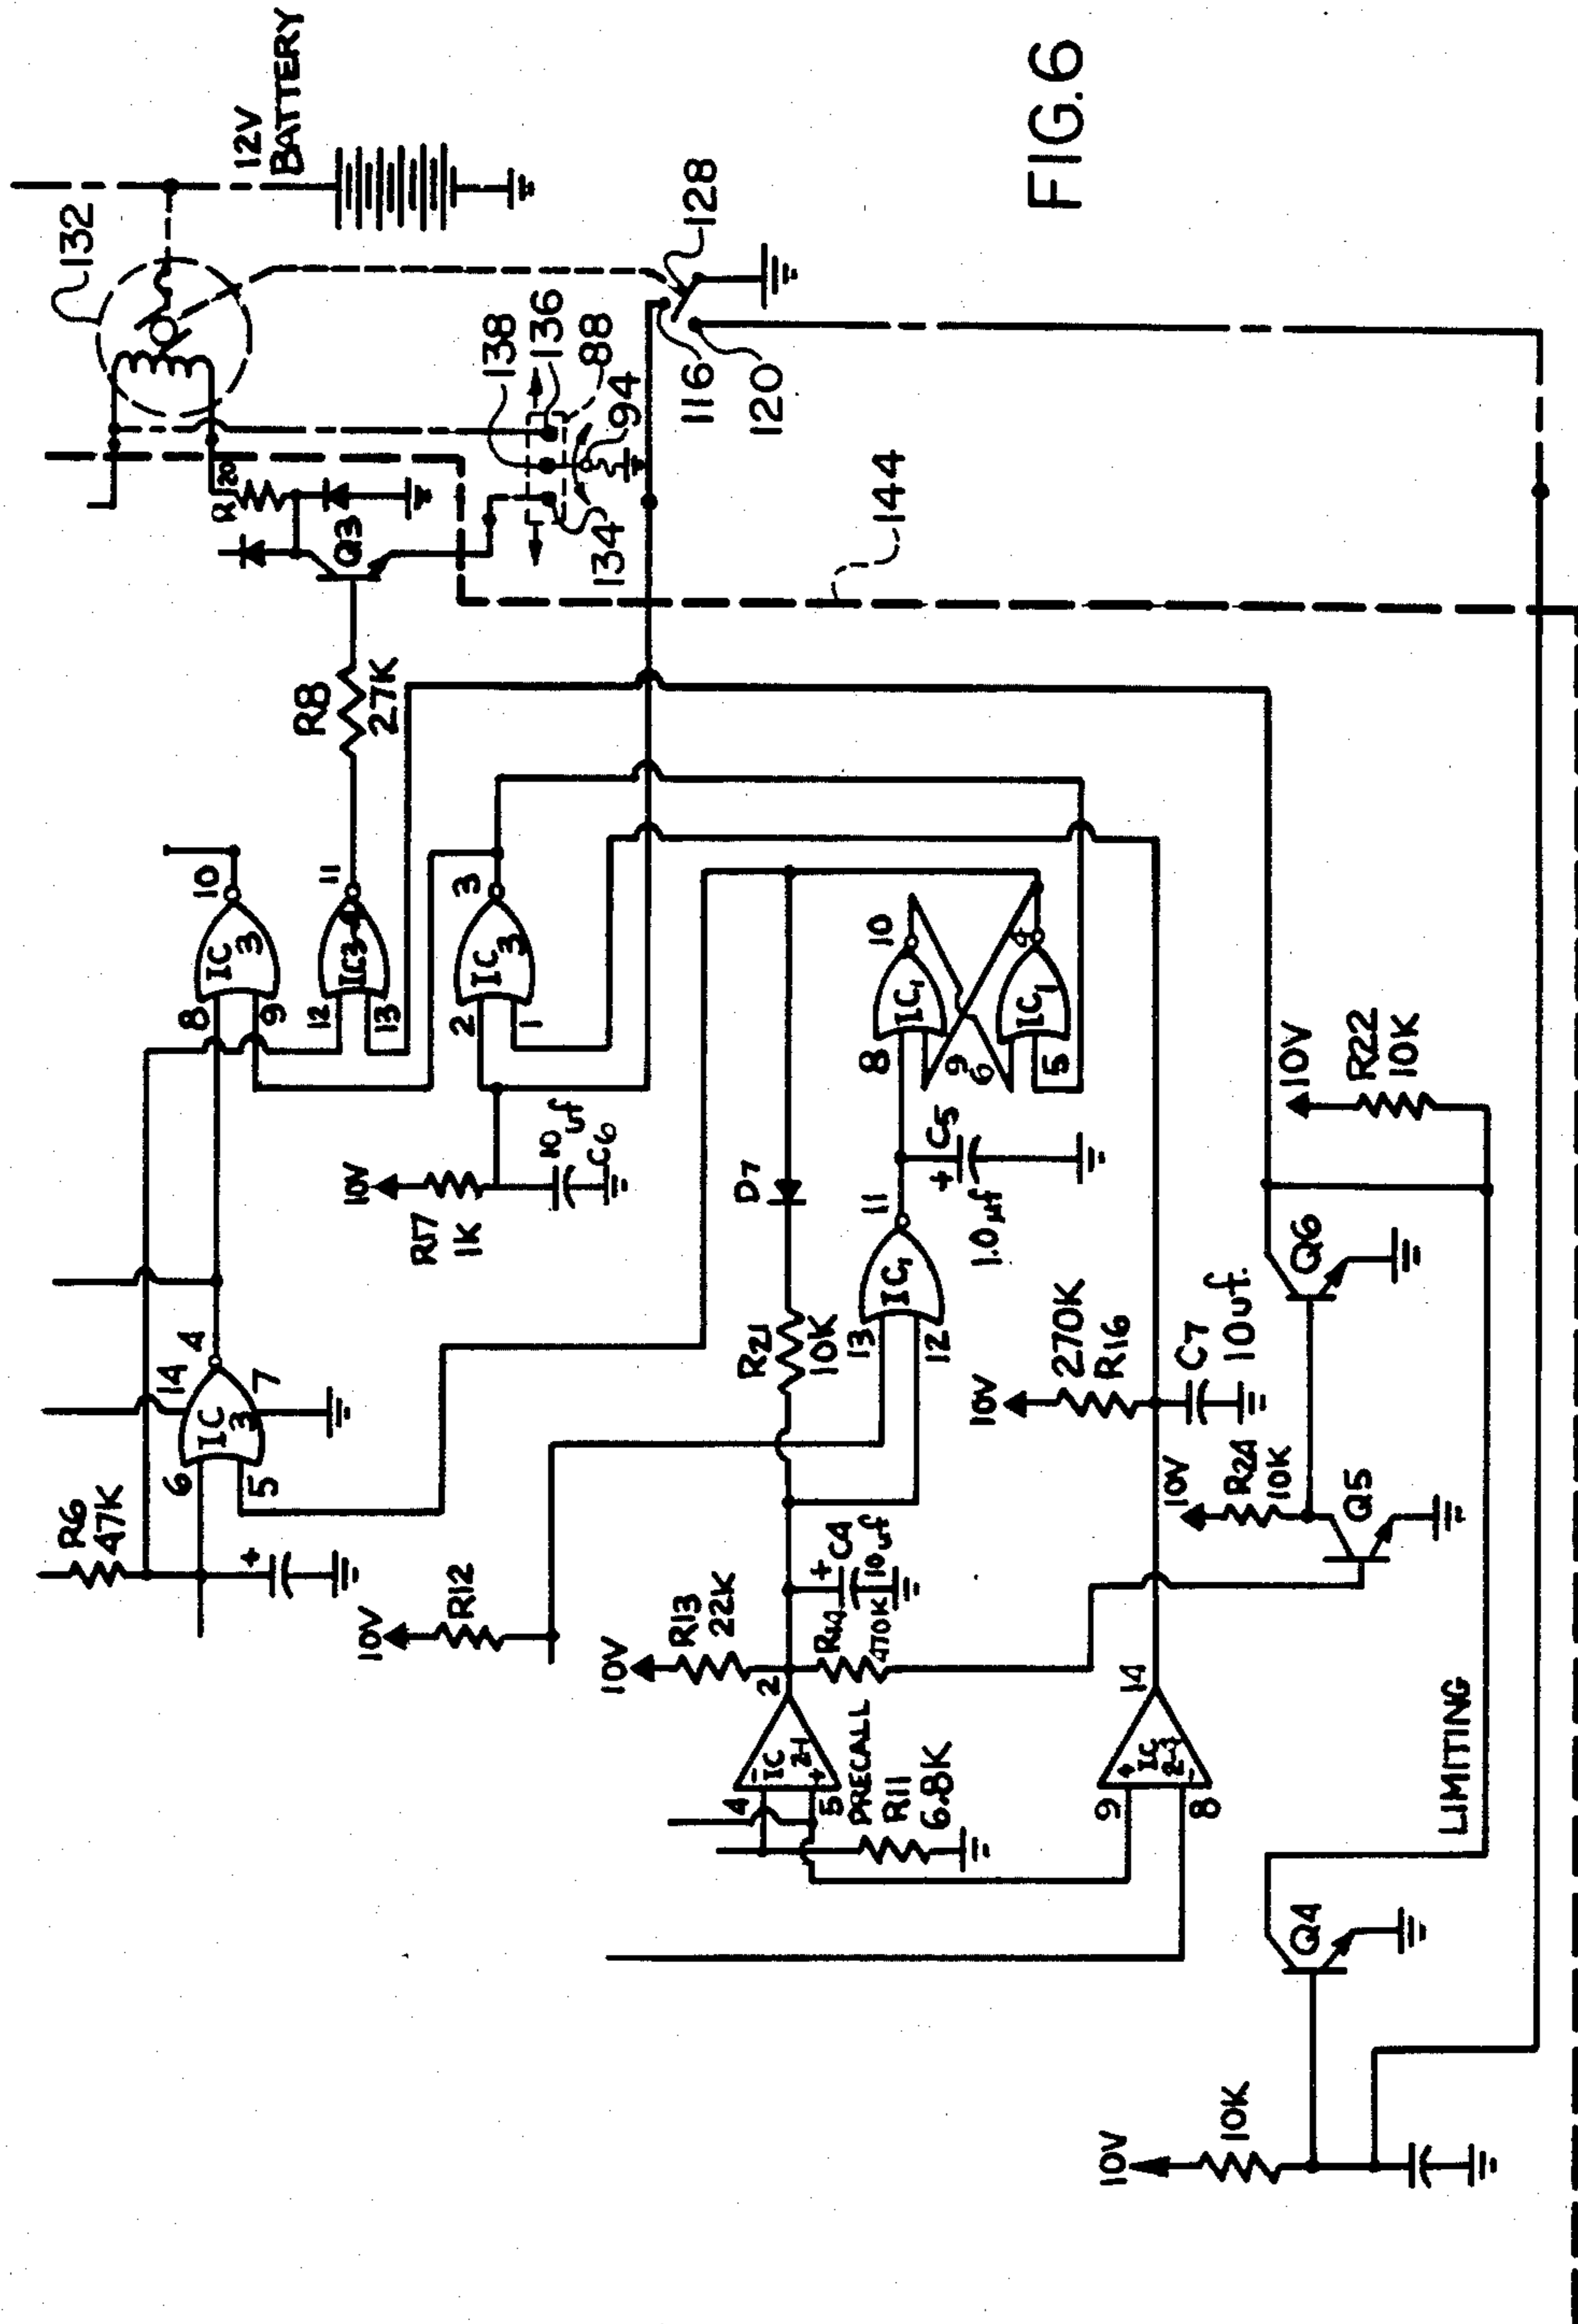 12V
BATTERY
132
138
136
88
94
134
128
116
120
144
FIG.6
R20
Q3
R8
27K
10
IC
3
8
9
11
IC3
12
13
3
IC
3
2
1
14
4
7
IC
3
6
5
R6
47K
+
10V
R17
1K
10uf
C6
10V
R12
D7
R21
10K
10
IC1
8
9
6
IC1
5
11
IC1
13
12
+
C5
1.0µf
10V
R13
22K
2
R14
470K
+
C4
10uf
-
IC
2-1
+
4
5
PRECALL
R11
6.8K
10V
270K
R16
C7
10uf.
14
+
-
9
8
10V
R24
10K
Q5
Q6
10V
R22
10K
LIMITING
Q4
10V
10K